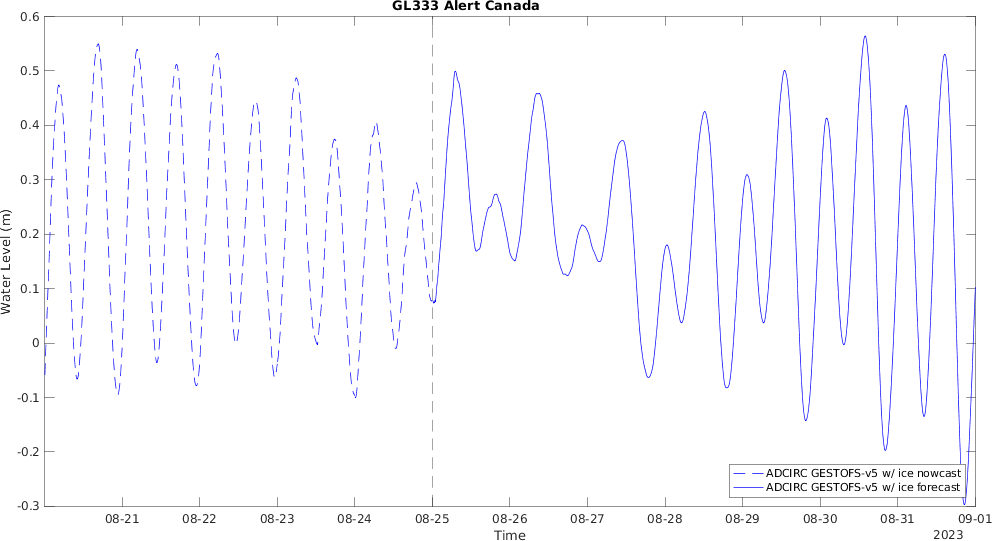 GL333 Alert Canada
0.6
0.5
0.4
0.3
0.2
0.1
0
-0.1
-0.2
-0.3
Water Level (m)
ADCIRC GESTOFS-v5 w/ ice nowcast
ADCIRC GESTOFS-v5 w/ ice forecast
08-21 08-22 08-23 08-24 08-25 08-26 08-27 08-28 08-29 08-30 08-31 09-01
Time
2023